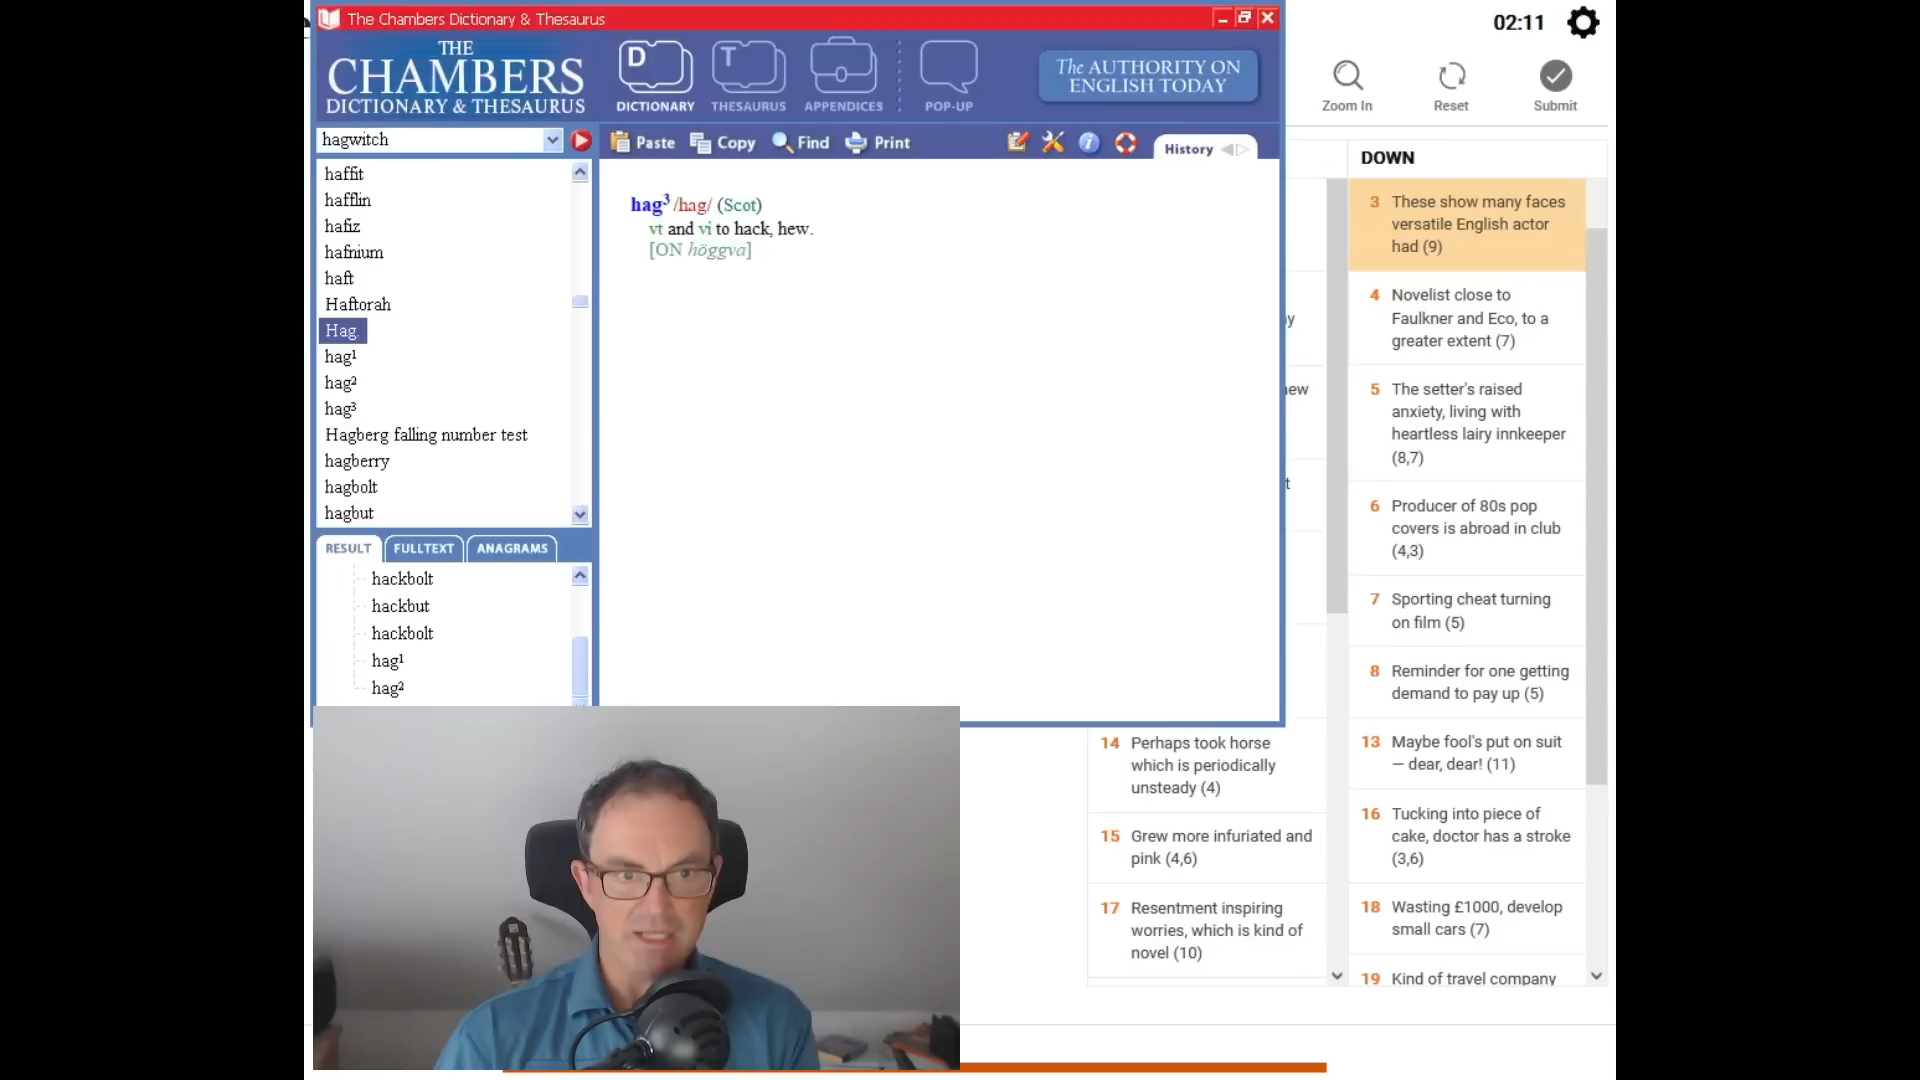 The Chambers Dictionary & Thesaurus
THE
CHAMBERS
DICTIONARY & THESAURUS
D
DICTIONARY
T
THESAURUS
APPENDICES
POP-UP
The AUTHORITY ON
ENGLISH TODAY
hagwitch
Paste
Copy
Find
Print
History
haffit
hafflin
hafiz
hafnium
haft
Haftorah
Hag.
hag¹
hag²
hag³
Hagberg falling number test
hagberry
hagbolt
hagbut
RESULT
FULLTEXT
ANAGRAMS
hackbolt
hackbut
hackbolt
hag¹
hag²
hag³ /hag/ (Scot)
vt and vi to hack, hew.
[ON höggva]
02:11
Zoom In
Reset
Submit
14 Perhaps took horse
which is periodically
unsteady (4)
15 Grew more infuriated and
pink (4,6)
17 Resentment inspiring
worries, which is kind of
novel (10)
DOWN
3 These show many faces
versatile English actor
had (9)
4 Novelist close to
Faulkner and Eco, to a
greater extent (7)
5 The setter's raised
anxiety, living with
heartless lairy innkeeper
(8,7)
6 Producer of 80s pop
covers is abroad in club
(4,3)
7 Sporting cheat turning
on film (5)
8 Reminder for one getting
demand to pay up (5)
13 Maybe fool's put on suit
— dear, dear! (11)
16 Tucking into piece of
cake, doctor has a stroke
(3,6)
18 Wasting £1000, develop
small cars (7)
19 Kind of travel company